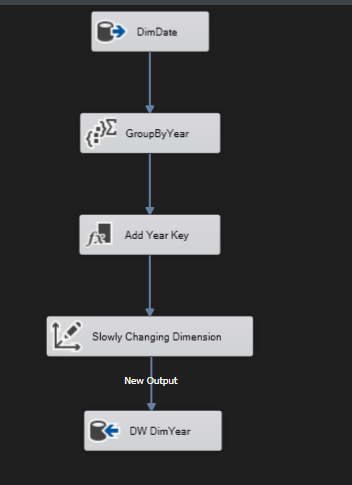 DimDate
GroupByYear
Add Year Key
Slowly Changing Dimension
New Output
DW DimYear